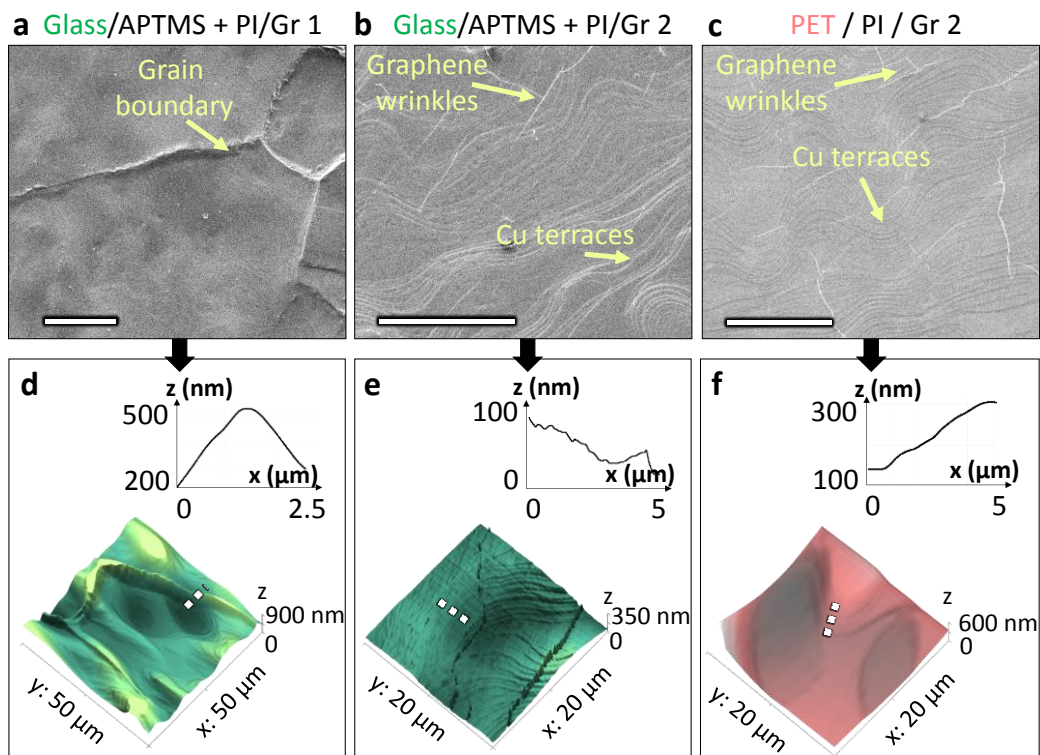 a Glass/APTMS + PI/Gr 1
Grain
boundary
b Glass/APTMS + PI/Gr 2
Graphene
wrinkles
Cu terraces
c PET / PI / Gr 2
Graphene
wrinkles
Cu terraces
d
z (nm)
500
200
x (µm)
0
2.5
z
900 nm
0
y: 50 µm
x: 50 µm
e
z (nm)
100
0
x (µm)
0
5
z
350 nm
0
y: 20 µm
x: 20 µm
f
z (nm)
300
100
x (µm)
0
5
z
600 nm
0
y: 20 µm
x: 20 µm